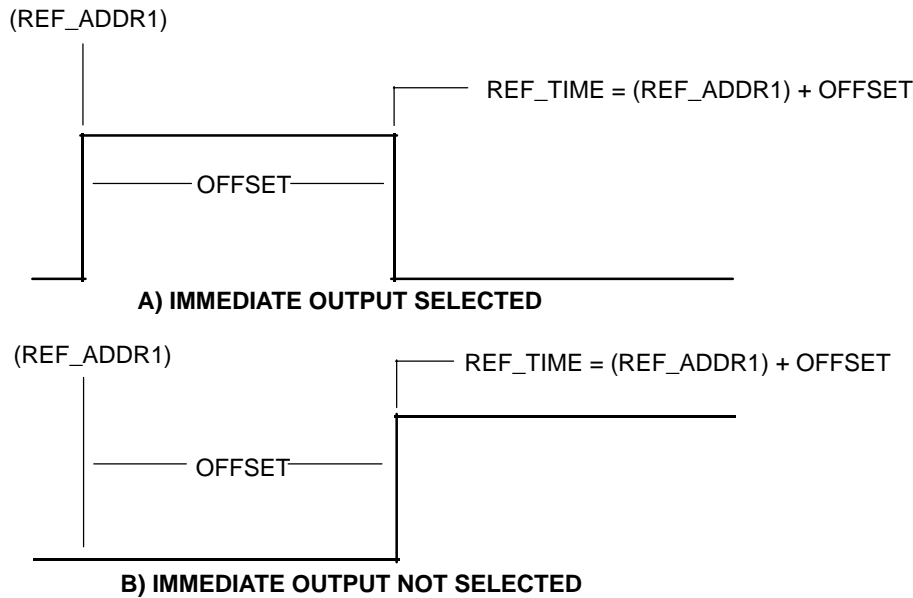 (REF_ADDR1)
REF_TIME = (REF_ADDR1) + OFFSET
OFFSET
A) IMMEDIATE OUTPUT SELECTED
(REF_ADDR1)
REF_TIME = (REF_ADDR1) + OFFSET
OFFSET
B) IMMEDIATE OUTPUT NOT SELECTED